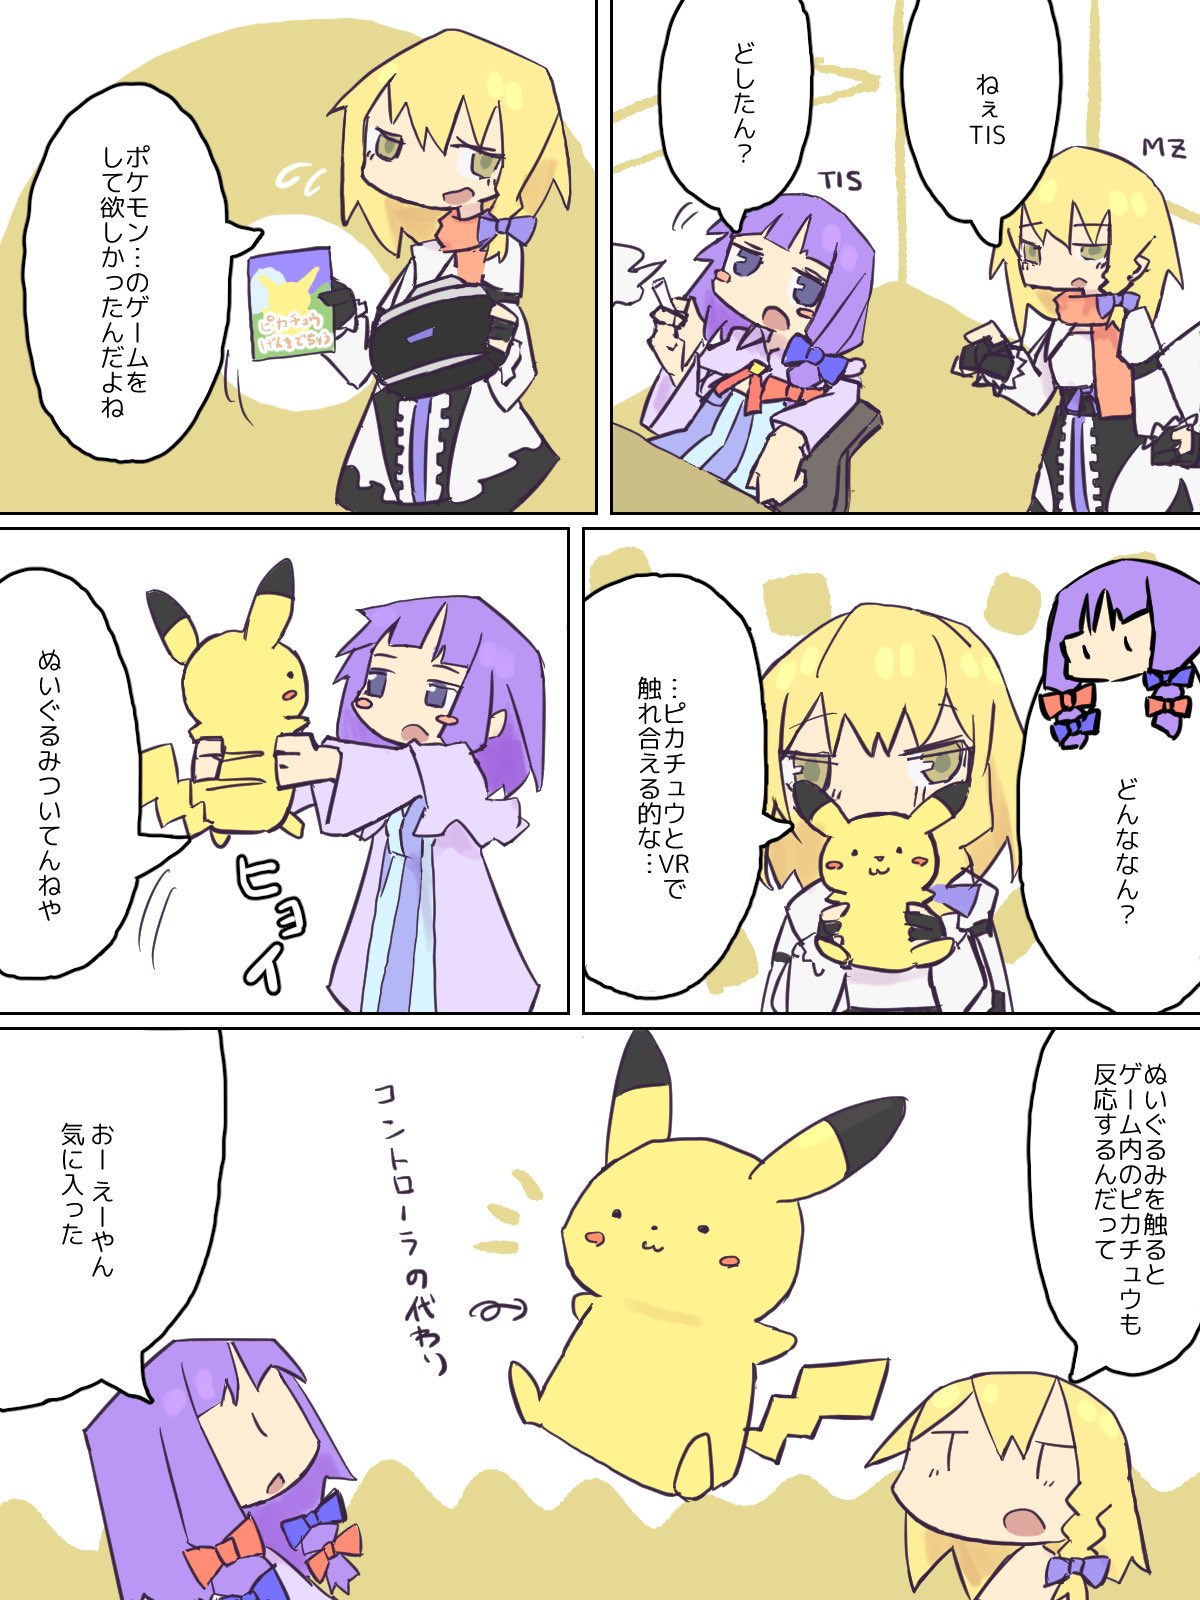 ねぇ
TIS
MZ
どしたん?
TIS
ポケモン…のゲームを
して欲しかったんだよね
ピカチュウ
げんきでちゅう
どんななん?
…ピカチュウとVRで
触れ合える的な…
ぬいぐるみついてんねや
ヒョイ
ぬいぐるみを触ると
ゲーム内のピカチュウも
反応するんだって
コントローラの代わり
おーえーやん
気に入った